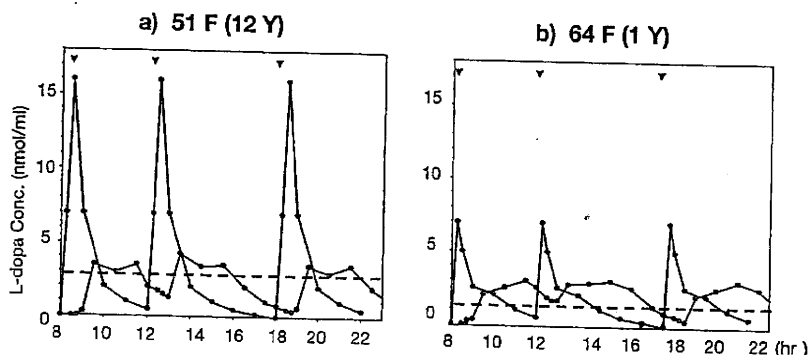 a) 51 F (12 Y)
L-dopa Conc. (nmol/ml)
15
10
5
0
8 10 12 14 16 18 20 22
b) 64 F (1 Y)
15
10
5
0
8 10 12 14 16 18 20 22 (hr)